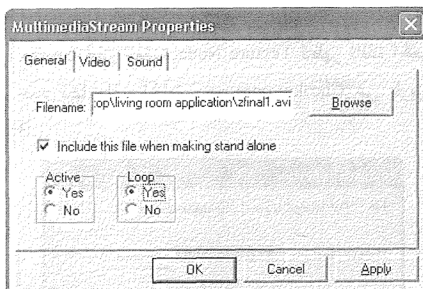 MultimediaStream Properties
General Video Sound
Filename: :op\living room application\zfinal1.avi Browse
Include this file when making stand alone
Active Loop
Yes Yes
No No
OK Cancel Apply